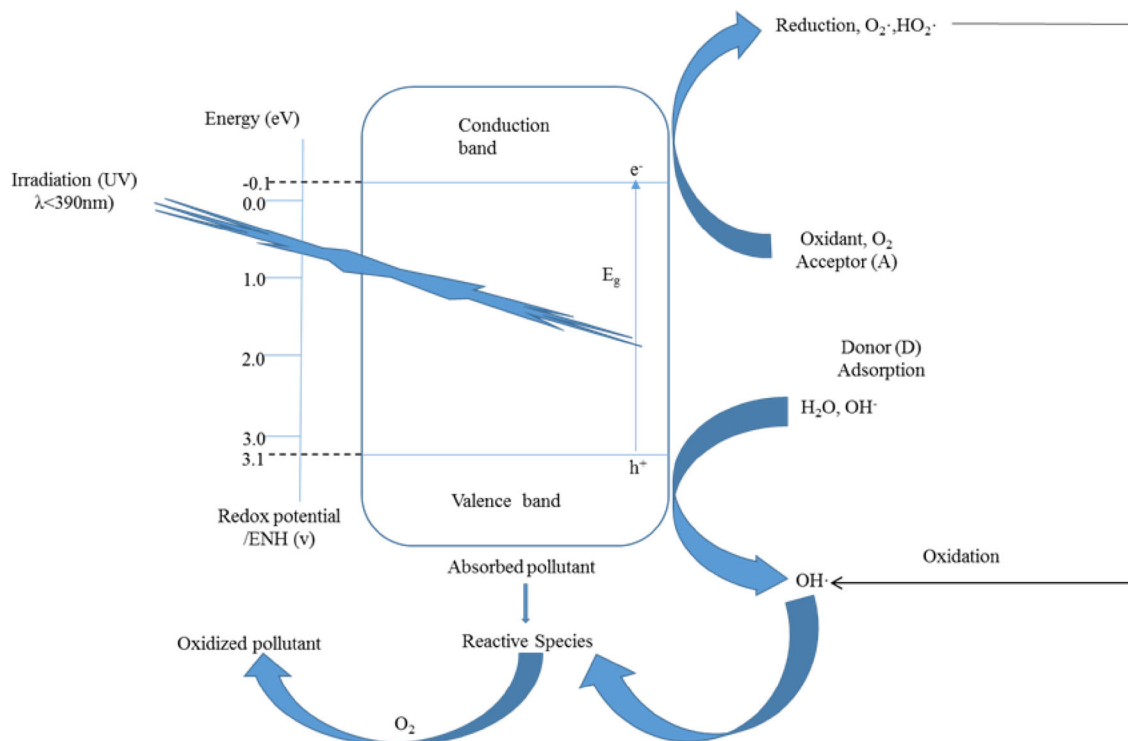 Reduction, O₂·,HO₂·
Energy (eV)
Conduction
band
Irradiation (UV)
λ<390nm)
-0.1
0.0
e⁻
Oxidant, O₂
Acceptor (A)
1.0
E_g
2.0
Donor (D)
Adsorption
H₂O, OH⁻
3.0
3.1
h⁺
Valence band
Redox potential
/ENH (v)
Absorbed pollutant
Oxidation
OH·
Oxidized pollutant
Reactive Species
O₂